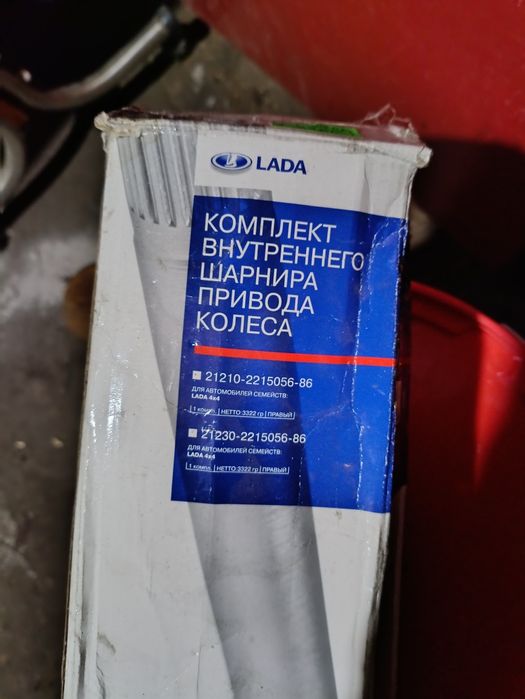 LADA
КОМПЛЕКТ
ВНУТРЕННЕГО
ШАРНИРА
ПРИВОДА
КОЛЕСА
21210-2215056-86
ДЛЯ АВТОМОБИЛЕЙ СЕМЕЙСТВ:
LADA 4x4
1 компл. НЕТТО:3322 гр ПРАВЫЙ
21230-2215056-86
ДЛЯ АВТОМОБИЛЕЙ СЕМЕЙСТВ:
LADA 4x4
1 компл. НЕТТО:3322 гр ПРАВЫЙ